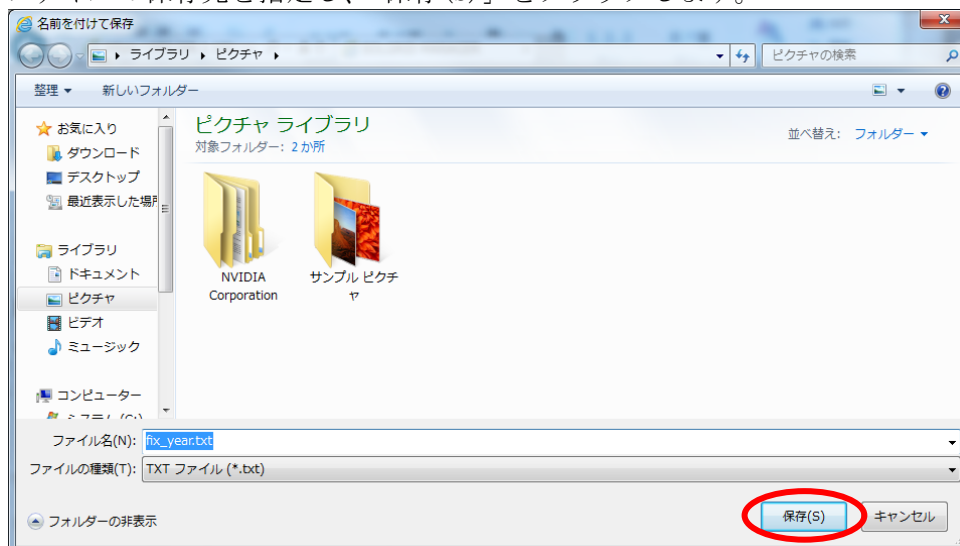 名前を付けて保存
ライブラリ ▸ ピクチャ ▸
ピクチャの検索
整理 ▼ 新しいフォルダー
お気に入り
ダウンロード
デスクトップ
最近表示した場所
ライブラリ
ドキュメント
ピクチャ
ビデオ
ミュージック
コンピューター
ピクチャ ライブラリ
対象フォルダー: 2 か所
並べ替え: フォルダー ▼
NVIDIA
Corporation
サンプル ピクチ
ャ
ファイル名(N): fix_year.txt
ファイルの種類(T): TXT ファイル (*.txt)
フォルダーの非表示
保存(S)
キャンセル